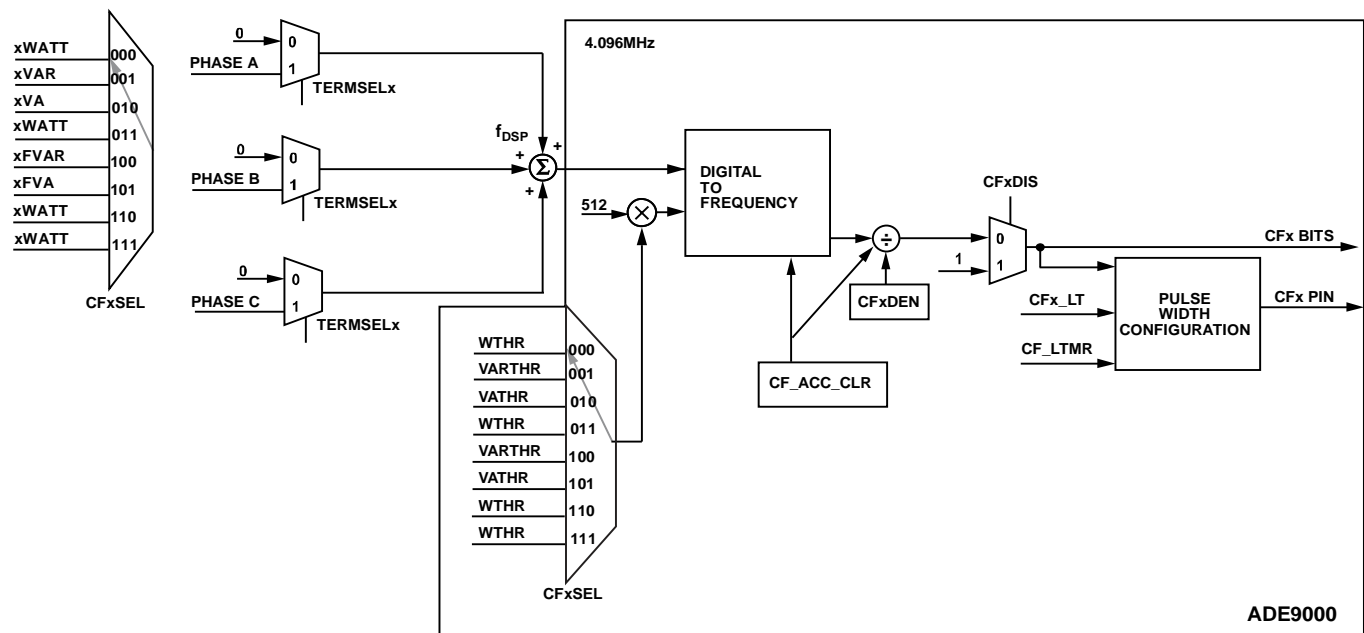 xWATT
000
xVAR
001
xVA
010
xWATT
011
xFVAR
100
xFVA
101
xWATT
110
xWATT
111
CFxSEL
0
0
PHASE A
1
TERMSELx
0
0
PHASE B
1
TERMSELx
0
0
PHASE C
1
TERMSELx
fDSP
+
+
+
Σ
4.096MHz
512
×
DIGITAL
TO
FREQUENCY
÷
CFxDEN
CF_ACC_CLR
CFxDIS
0
1
1
CFx BITS
CFx_LT
CF_LTMR
PULSE
WIDTH
CONFIGURATION
CFx PIN
WTHR
000
VARTHR
001
VATHR
010
WTHR
011
VARTHR
100
VATHR
101
WTHR
110
WTHR
111
CFxSEL
ADE9000